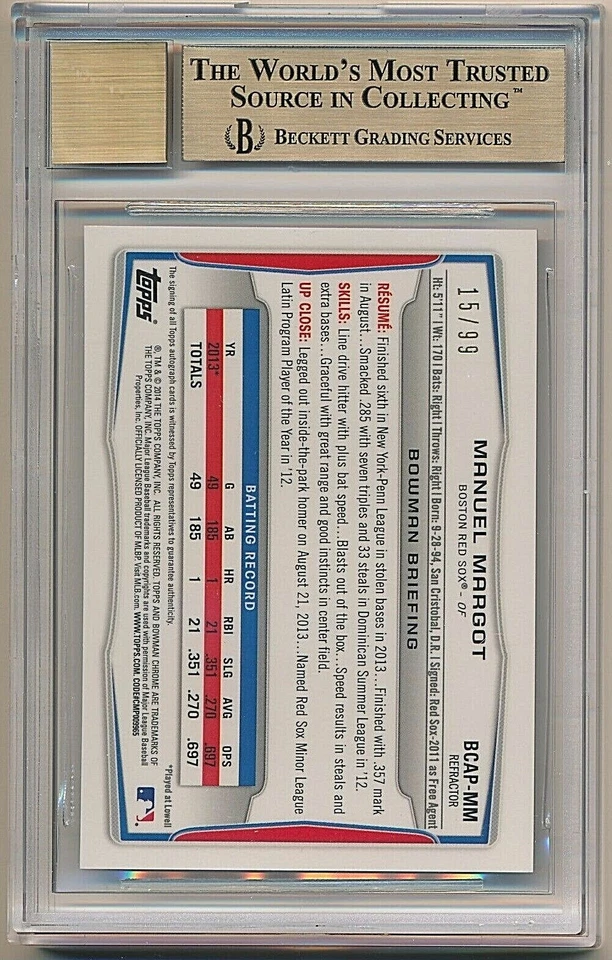 THE WORLD'S MOST TRUSTED
SOURCE IN COLLECTING™
B BECKETT GRADING SERVICES
15/99
MANUEL MARGOT
BOSTON RED SOX® - OF
BCAP-MM
REFRACTOR
Ht: 5'1" | Wt: 170 | Bats: Right | Throws: Right | Born: 9-28-94, San Cristobal, D.R. | Signed: Red Sox-2011 as Free Agent
BOWMAN BRIEFING
RÉSUMÉ: Finished sixth in New York-Penn League in stolen bases in 2013...Finished with .357 mark
in August...Smacked .285 with seven triples and 33 steals in Dominican Summer League in '12.
SKILLS: Line drive hitter with plus bat speed...Blasts out of the box...Speed results in steals and
extra bases...Graceful with great range and good instincts in center field.
UP CLOSE: Legged out inside-the-park homer on August 21, 2013...Named Red Sox Minor League
Latin Program Player of the Year in '12.
BATTING RECORD
YR G AB HR RBI SLG AVG OPS
2013* 49 185 1 21 .351 .270 .697
TOTALS 49 185 1 21 .351 .270 .697
*Played at Lowell
The signing of all Topps autograph cards is witnessed by Topps representatives to guarantee authenticity.
topps®
®, TM & © 2014 THE TOPPS COMPANY, INC. ALL RIGHTS RESERVED. TOPPS AND BOWMAN CHROME ARE TRADEMARKS OF
THE TOPPS COMPANY, INC. Major League Baseball trademarks and copyrights are used with permission of Major League Baseball
Properties, Inc. OFFICIALLY LICENSED PRODUCT OF MLBP. Visit MLB.com. WWW.TOPPS.COM. CODE#CMP009965